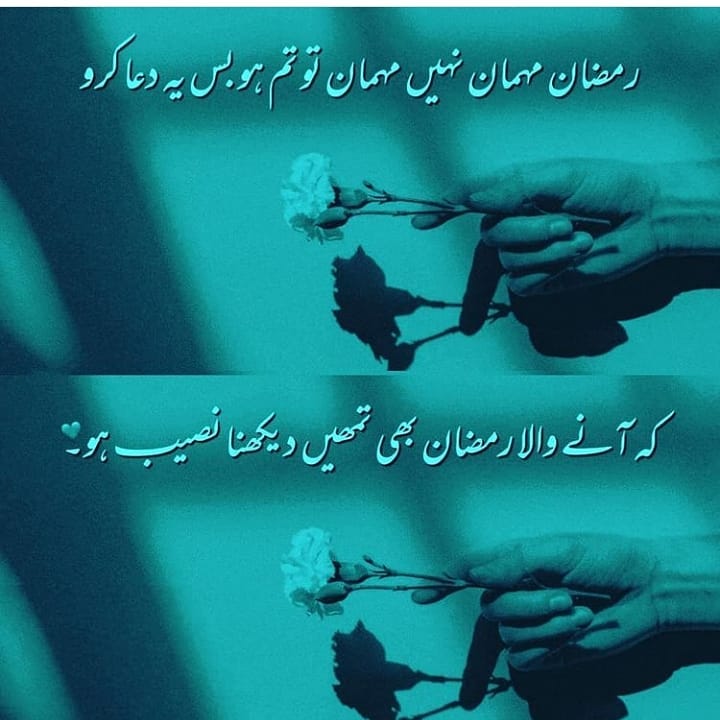 رمضان مہمان نہیں مہمان تو تم ہو بس یہ دعا کرو
کہ آنے والا رمضان بھی تمھیں دیکھنا نصیب ہو۔